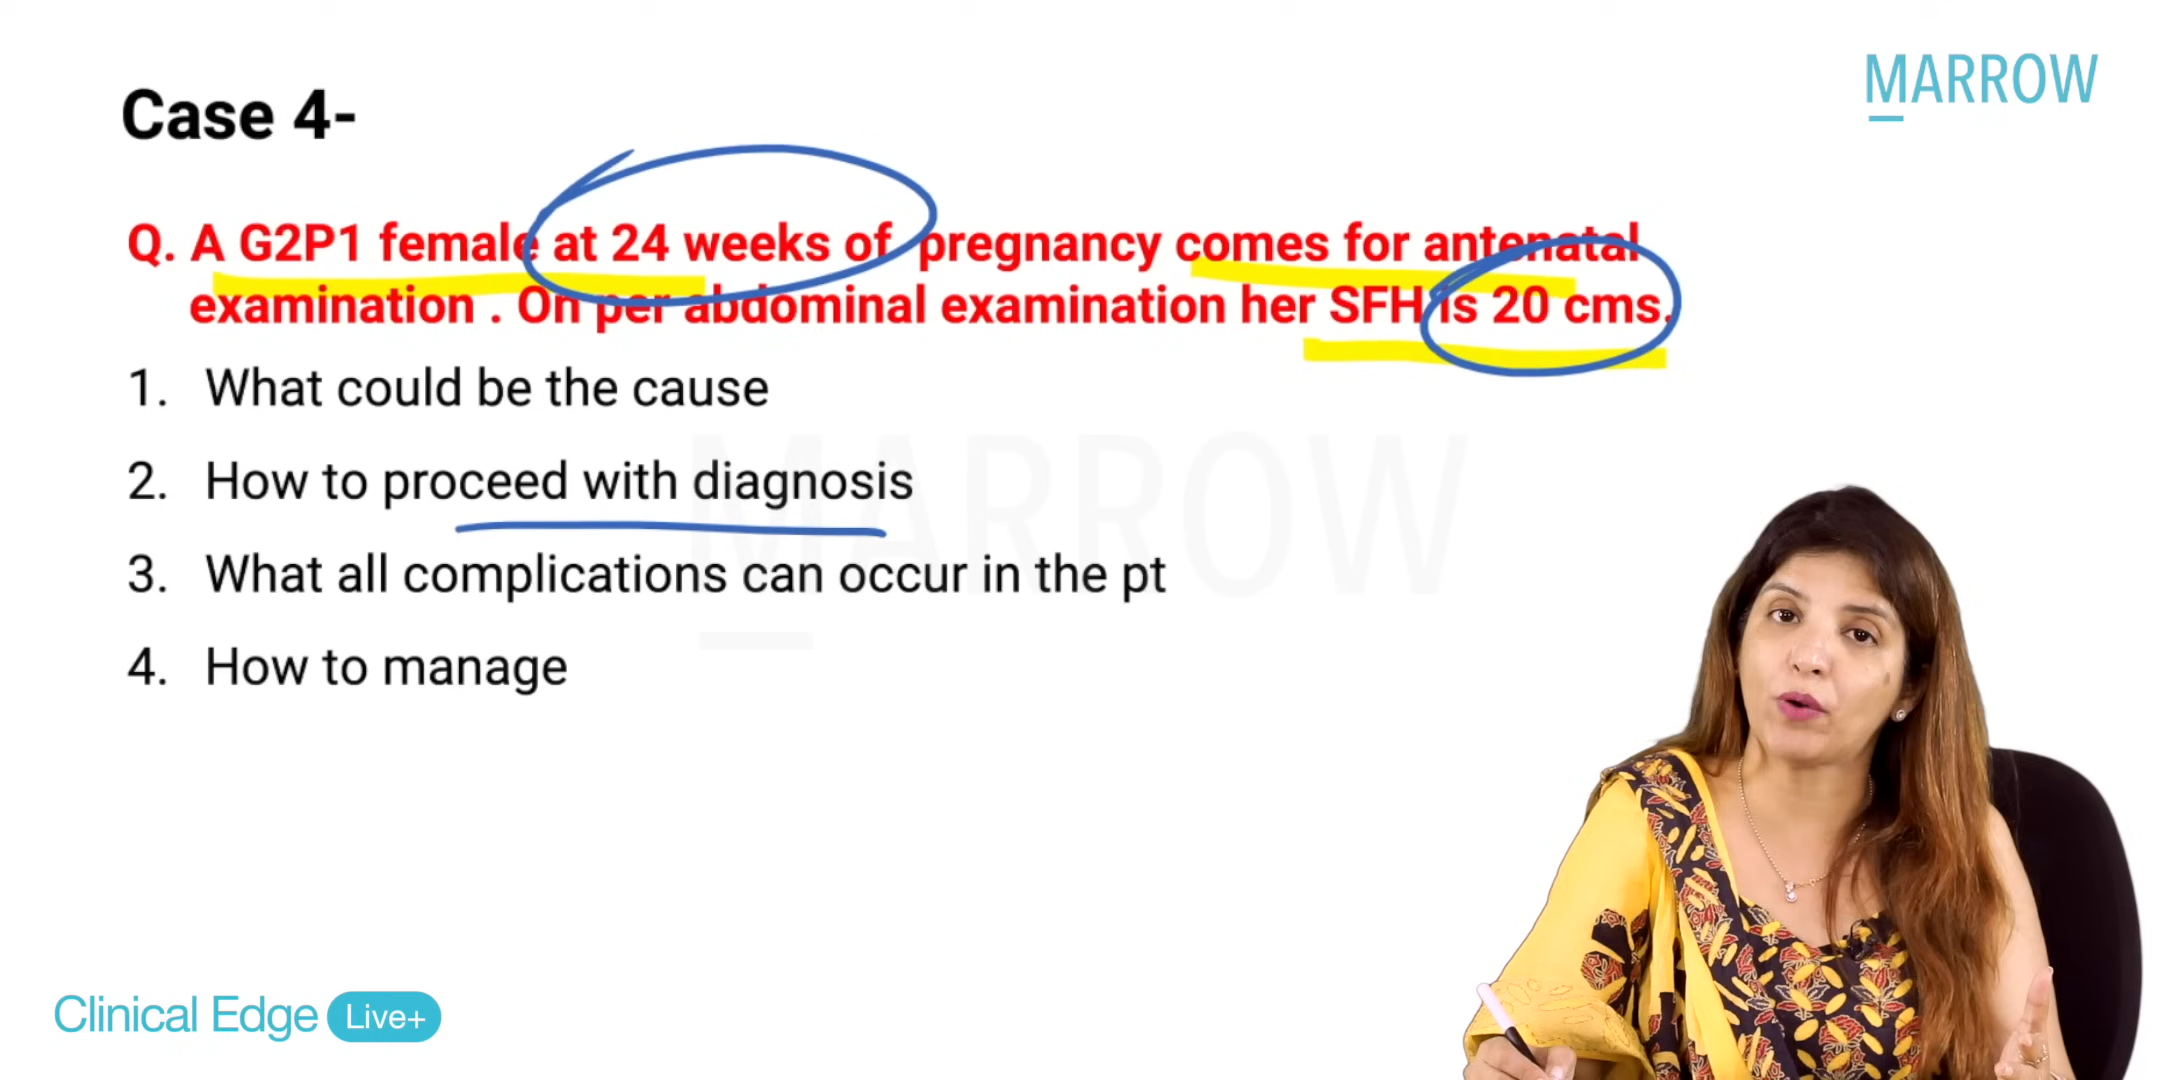 MARROW
Case 4-
Q. A G2P1 female at 24 weeks of pregnancy comes for antenatal
examination . On per abdominal examination her SFH is 20 cms.
1. What could be the cause
2. How to proceed with diagnosis
3. What all complications can occur in the pt
4. How to manage
MARROW
Clinical Edge Live+